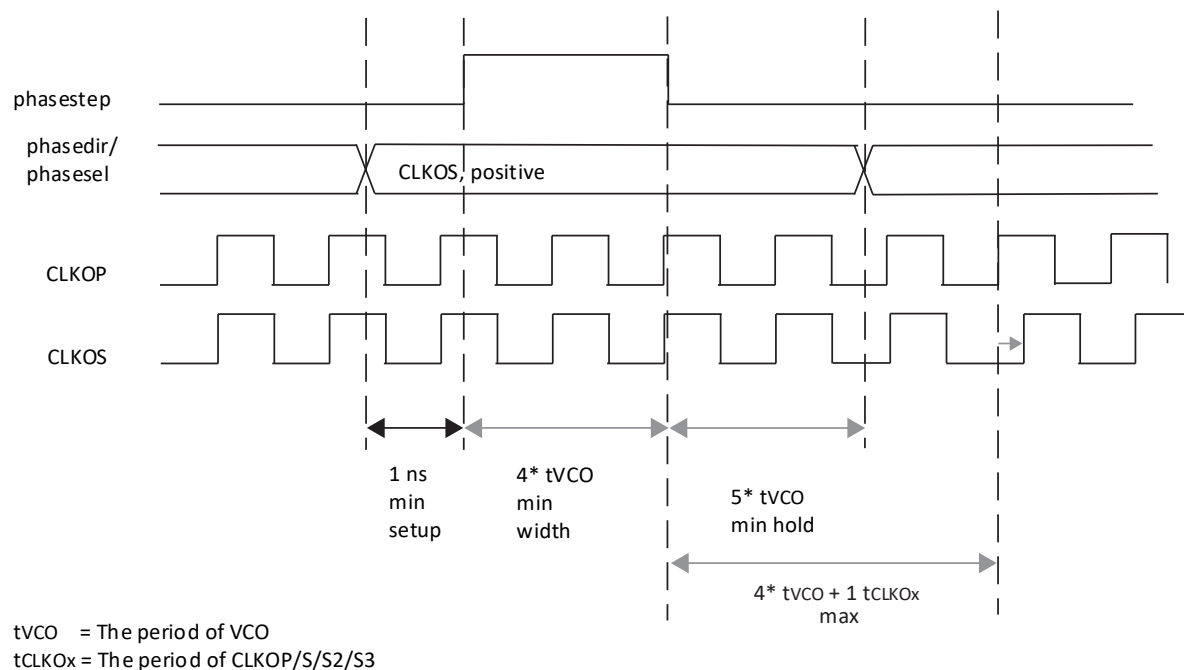 phasestep
phasedir/
phasesel
CLKOS, positive
CLKOP
CLKOS
1 ns
min
setup
4* tVCO
min
width
5* tVCO
min hold
4* tVCO + 1 tCLKOx
max
tVCO = The period of VCO
tCLKOx = The period of CLKOP/S/S2/S3